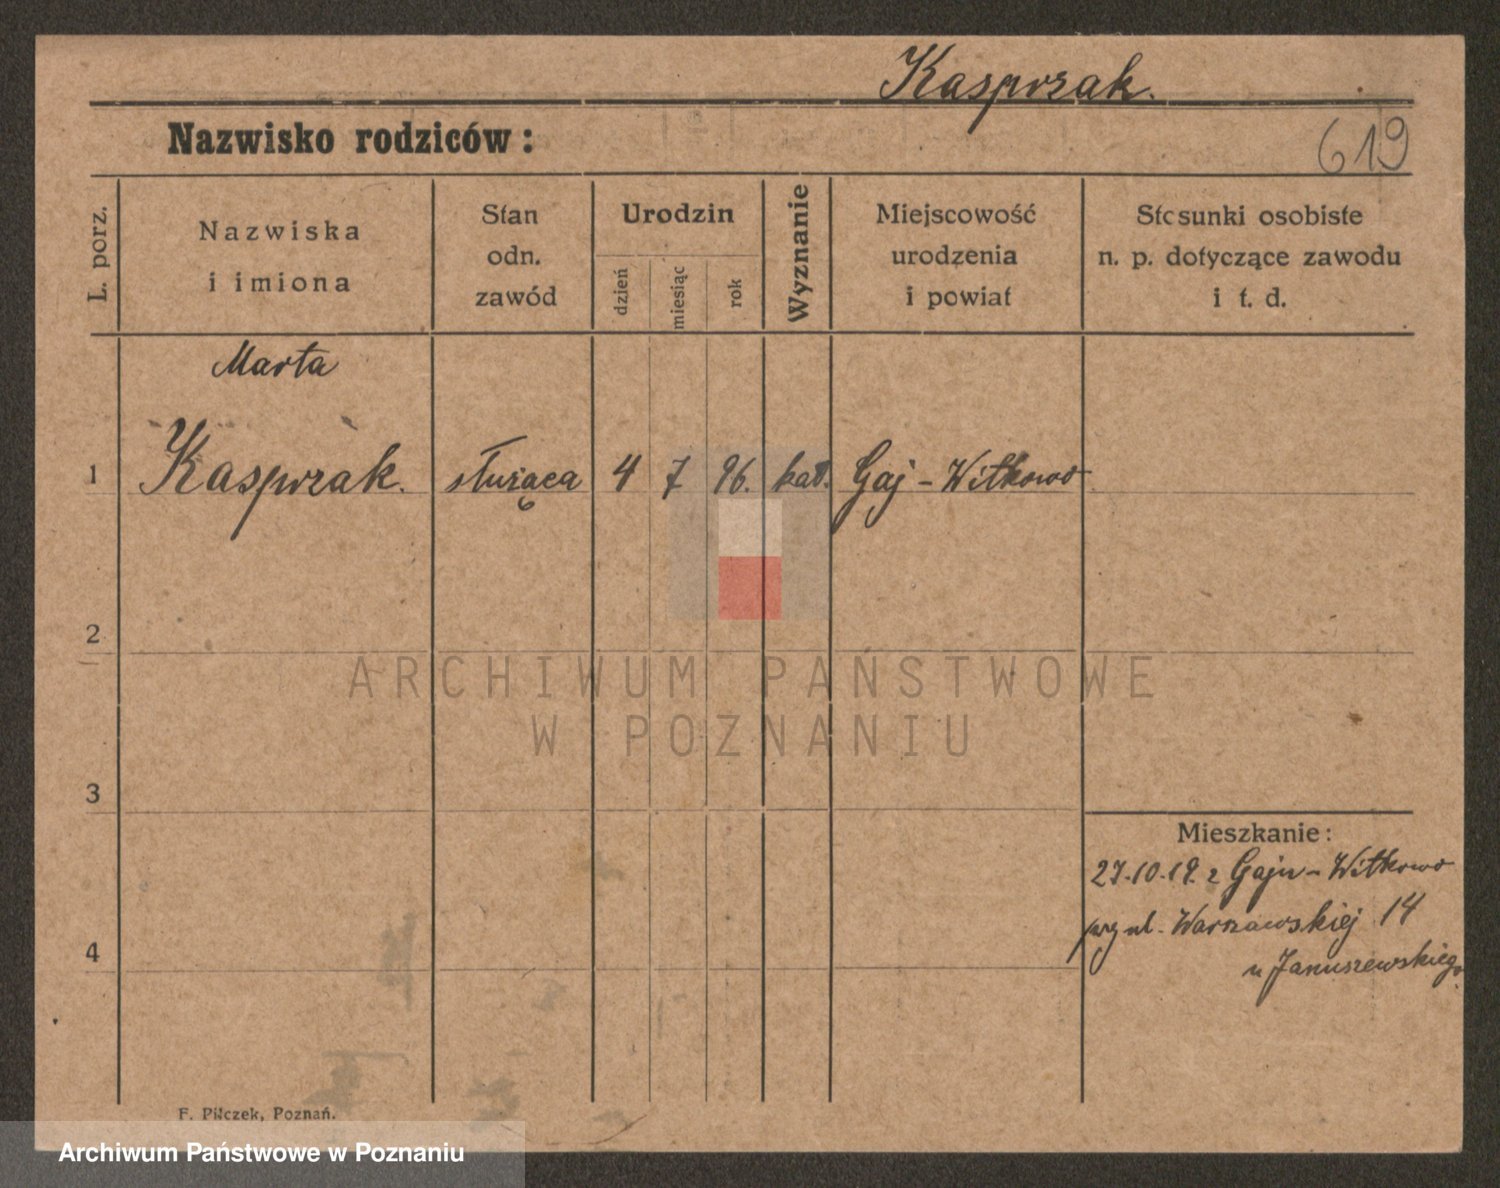 Kasprzak.
Nazwisko rodziców:
619
L. porz.
Nazwiska
i imiona
Stan
odn.
zawód
Urodzin
dzień
miesiąc
rok
Wyznanie
Miejscowość
urodzenia
i powiat
Stosunki osobiste
n. p. dotyczące zawodu
i t. d.
Marta
1 Kasprzak. służąca 4 7 96. kat. Gaj - Witkowo
2
3
4
Mieszkanie:
27.10.19. z Gaju - Witkowo
przy ul. Warszawskiej 14
u Januszewskiego.
F. Pilczek, Poznań.
ARCHIWUM PAŃSTWOWE
W POZNANIU
Archiwum Państwowe w Poznaniu